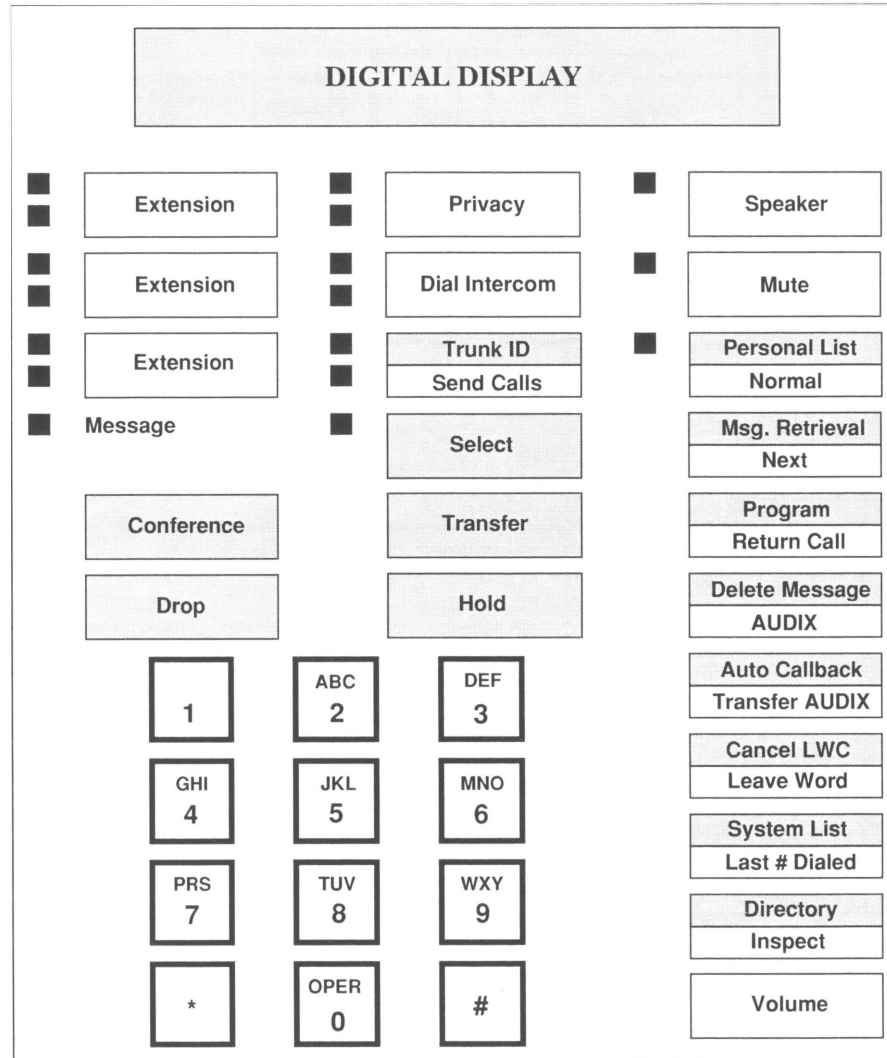 DIGITAL DISPLAY
Extension
Privacy
Speaker
Extension
Dial Intercom
Mute
Extension
Trunk ID
Send Calls
Personal List
Normal
Message
Select
Msg. Retrieval
Next
Conference
Transfer
Program
Return Call
Drop
Hold
Delete Message
AUDIX
1
ABC
2
DEF
3
Auto Callback
Transfer AUDIX
GHI
4
JKL
5
MNO
6
Cancel LWC
Leave Word
System List
Last # Dialed
PRS
7
TUV
8
WXY
9
Directory
Inspect
*
OPER
0
#
Volume